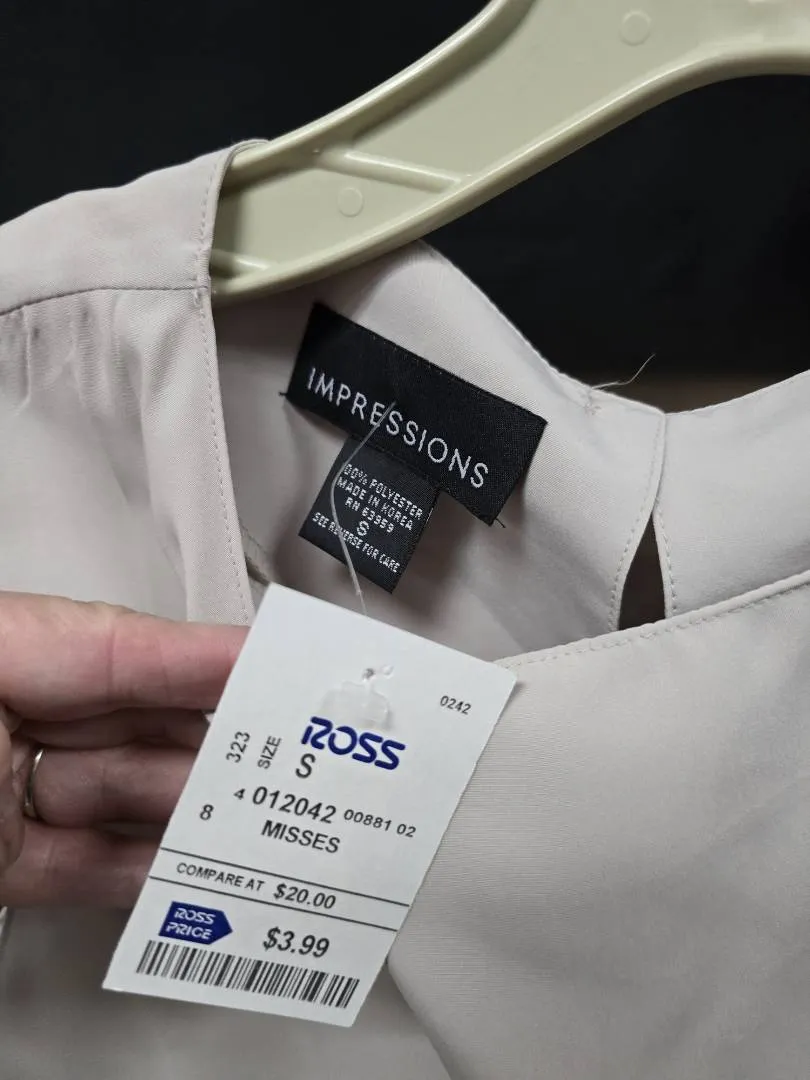 IMPRESSIONS
100% POLYESTER
MADE IN KOREA
RN 63959
S
SEE REVERSE FOR CARE
0242
ROSS
323
SIZE
S
4 012042 00881 02
8
MISSES
COMPARE AT $20.00
ROSS
PRICE
$3.99